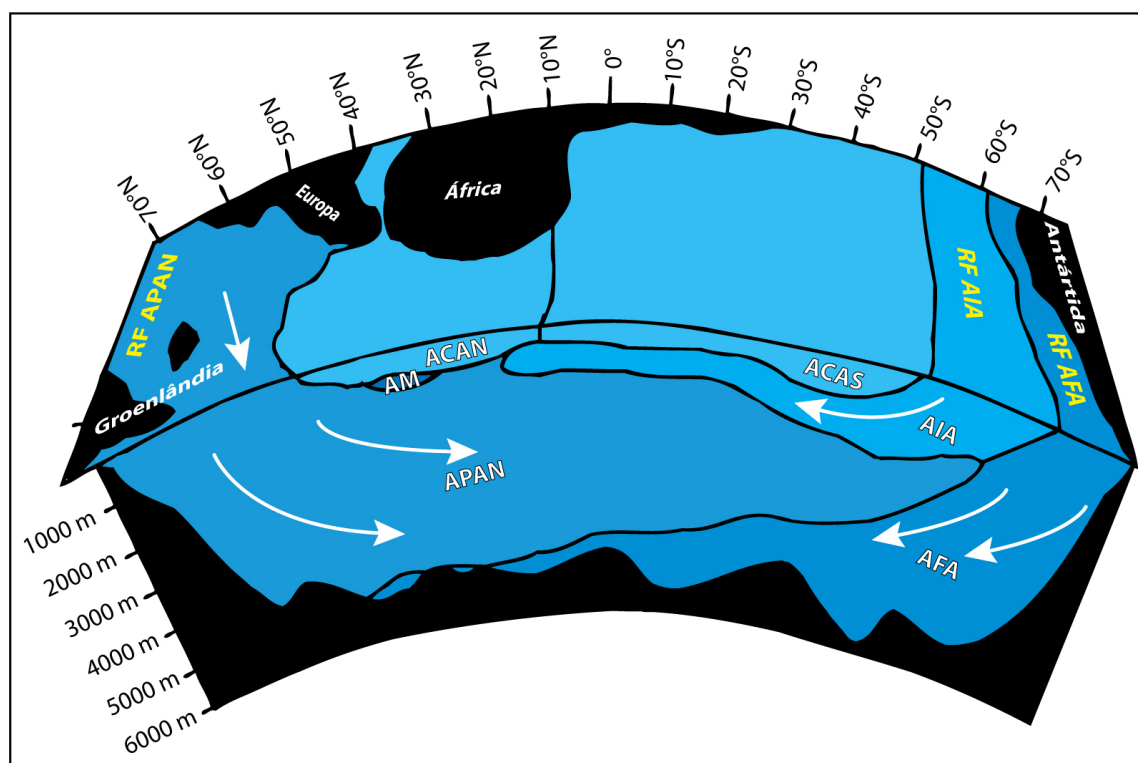 70°N
60°N
50°N
40°N
30°N
20°N
10°N
0°
10°S
20°S
30°S
40°S
50°S
60°S
70°S
Europa
África
Antártida
RF APAN
RF AIA
RF AFA
Groenlândia
ACAN
AM
ACAS
AIA
APAN
AFA
1000 m
2000 m
3000 m
4000 m
5000 m
6000 m